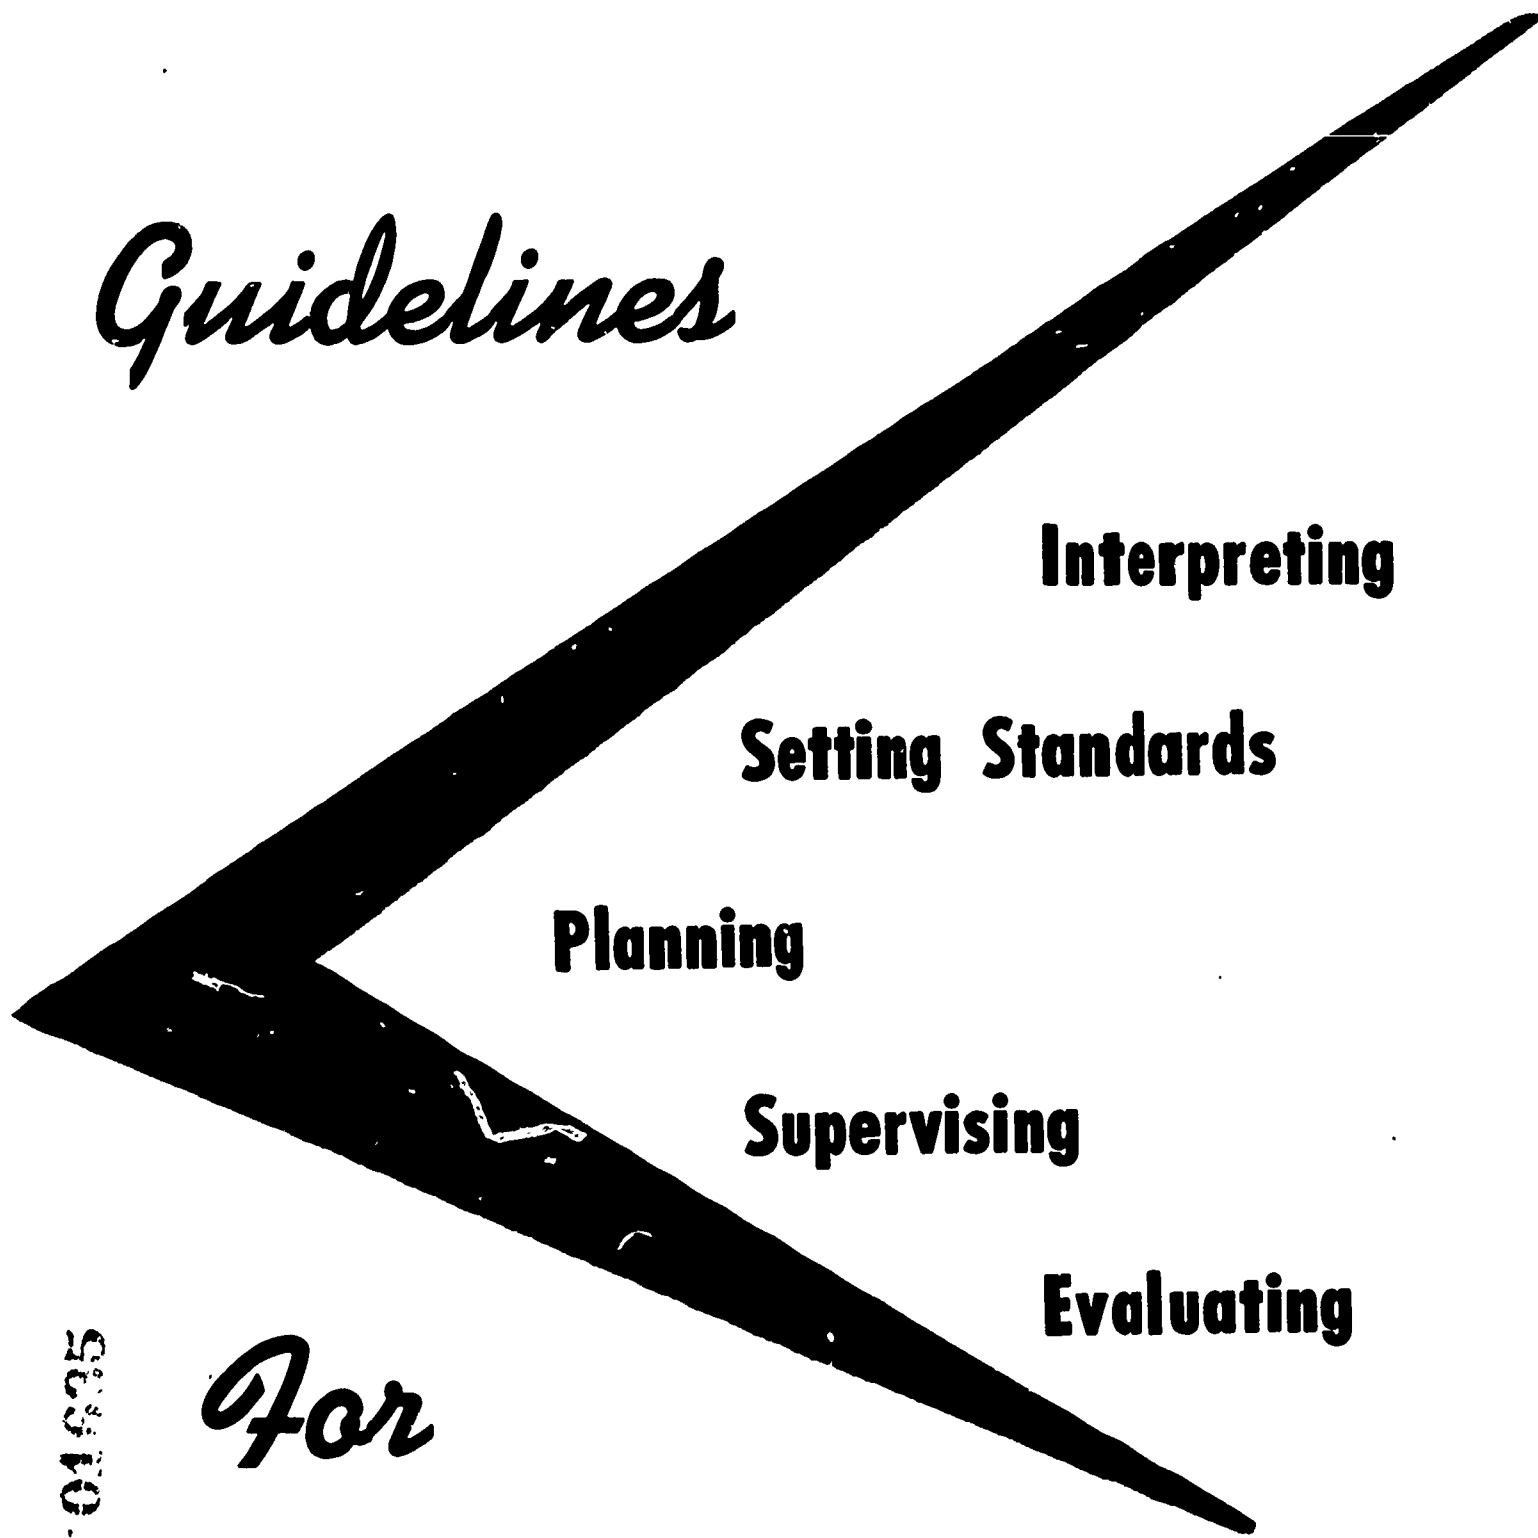 Guidelines
Interpreting
Setting Standards
Planning
Supervising
Evaluating
For